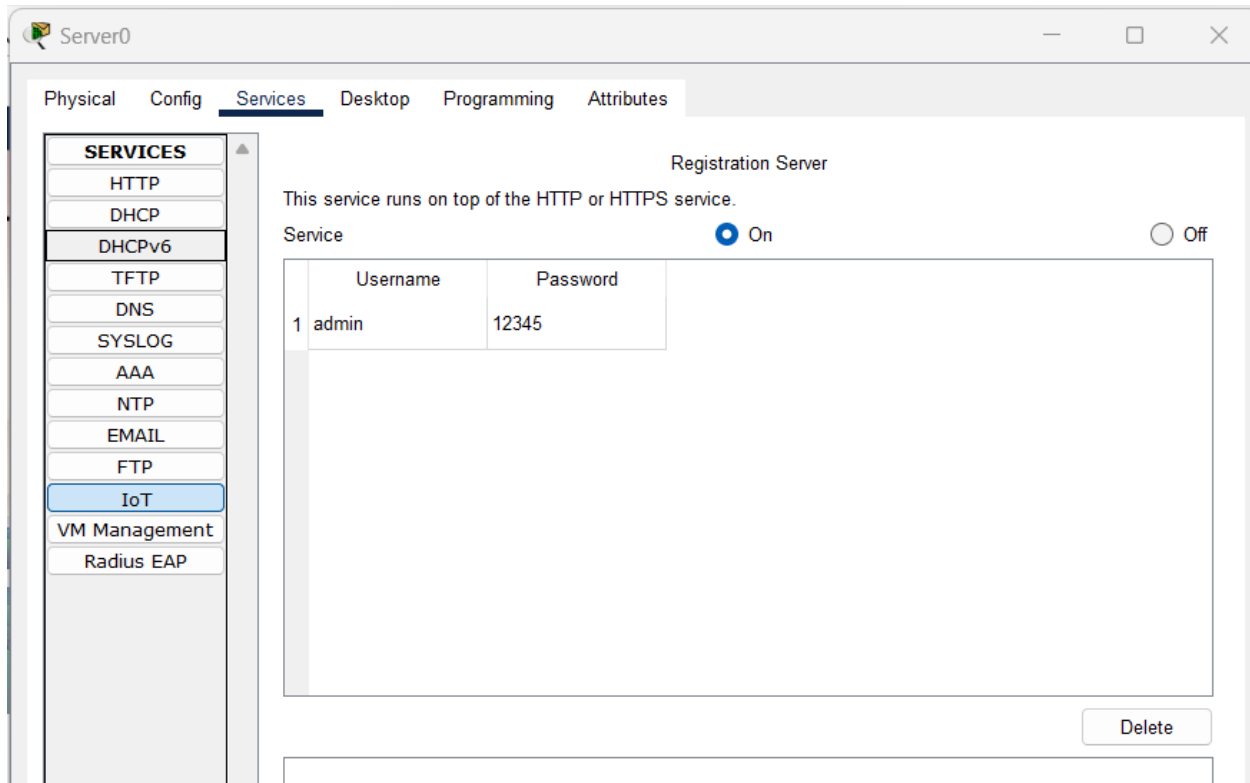 Server0
Physical Config Services Desktop Programming Attributes
SERVICES
HTTP
DHCP
DHCPv6
TFTP
DNS
SYSLOG
AAA
NTP
EMAIL
FTP
IoT
VM Management
Radius EAP
Registration Server
This service runs on top of the HTTP or HTTPS service.
Service On Off
Username Password
1 admin 12345
Delete